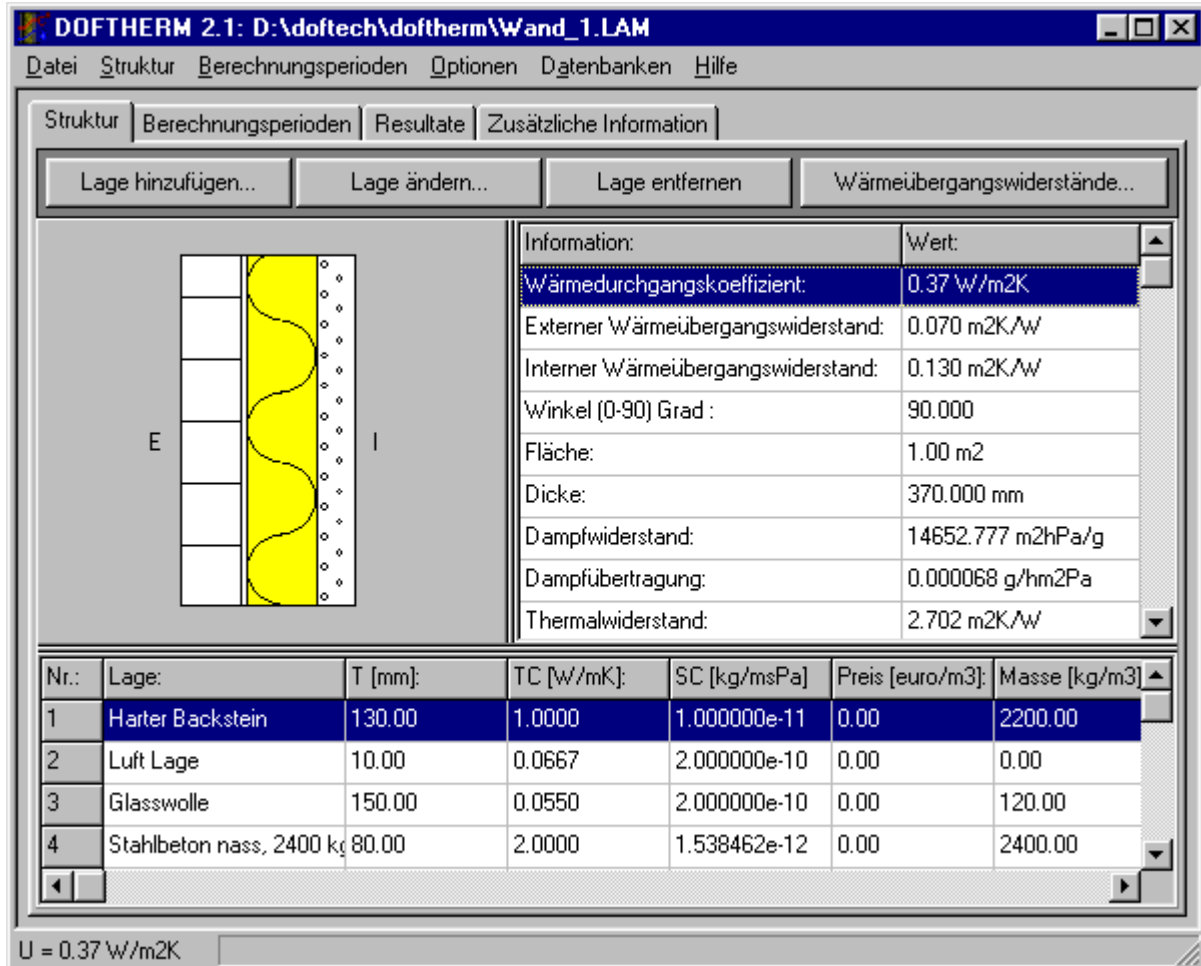 DOFTHERM 2.1: D:\doftech\doftherm\Wand_1.LAM
Datei Struktur Berechnungsperioden Optionen Datenbanken Hilfe
Struktur Berechnungsperioden Resultate Zusätzliche Information
Lage hinzufügen... Lage ändern... Lage entfernen Wärmeübergangswiderstände...
E I
Information: Wert:
Wärmedurchgangskoeffizient: 0.37 W/m2K
Externer Wärmeübergangswiderstand: 0.070 m2K/W
Interner Wärmeübergangswiderstand: 0.130 m2K/W
Winkel (0-90) Grad : 90.000
Fläche: 1.00 m2
Dicke: 370.000 mm
Dampfwiderstand: 14652.777 m2hPa/g
Dampfübertragung: 0.000068 g/hm2Pa
Thermalwiderstand: 2.702 m2K/W
Nr.: Lage: T [mm]: TC [W/mK]: SC [kg/msPa] Preis [euro/m3]: Masse [kg/m3]
1 Harter Backstein 130.00 1.0000 1.000000e-11 0.00 2200.00
2 Luft Lage 10.00 0.0667 2.000000e-10 0.00 0.00
3 Glasswolle 150.00 0.0550 2.000000e-10 0.00 120.00
4 Stahlbeton nass, 2400 kg 80.00 2.0000 1.538462e-12 0.00 2400.00
U = 0.37 W/m2K